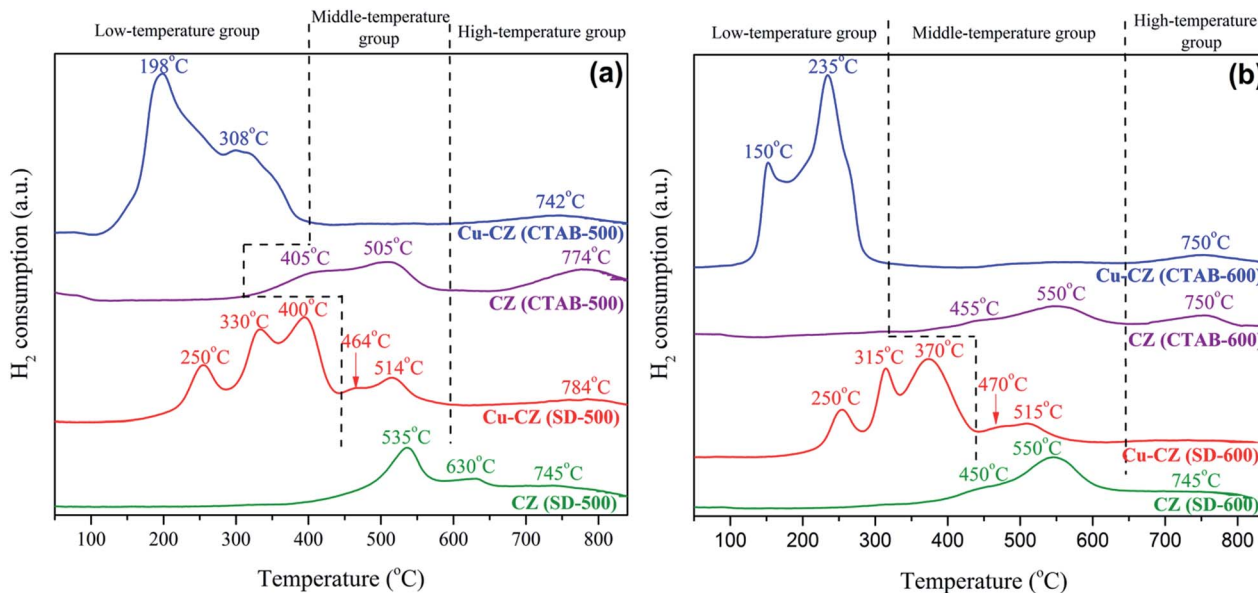 Low-temperature group
Middle-temperature
group
High-temperature group
(a)
198°C
308°C
742°C
Cu-CZ (CTAB-500)
405°C
505°C
774°C
CZ (CTAB-500)
250°C
330°C
400°C
464°C
514°C
784°C
Cu-CZ (SD-500)
535°C
630°C
745°C
CZ (SD-500)
H₂ consumption (a.u.)
100 200 300 400 500 600 700 800
Temperature (°C)
Low-temperature group
Middle-temperature group
High-temperature
group
(b)
150°C
235°C
750°C
Cu-CZ (CTAB-600)
455°C
550°C
750°C
CZ (CTAB-600)
250°C
315°C
370°C
470°C
515°C
Cu-CZ (SD-600)
450°C
550°C
745°C
CZ (SD-600)
H₂ consumption (a.u.)
100 200 300 400 500 600 700 800
Temperature (°C)